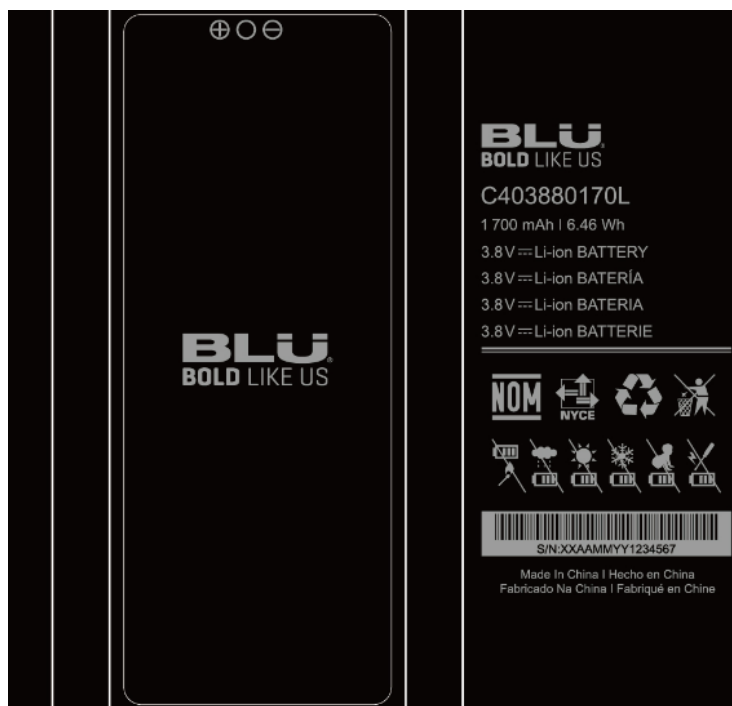 BLU
BOLD LIKE US
BLU
BOLD LIKE US
C403880170L
1700 mAh | 6.46 Wh
3.8V⎓Li-ion BATTERY
3.8V⎓Li-ion BATERÍA
3.8V⎓Li-ion BATERIA
3.8V⎓Li-ion BATTERIE
NOM
NYCE
S/N:XXAAMMYY1234567
Made In China | Hecho en China
Fabricado Na China | Fabriqué en Chine